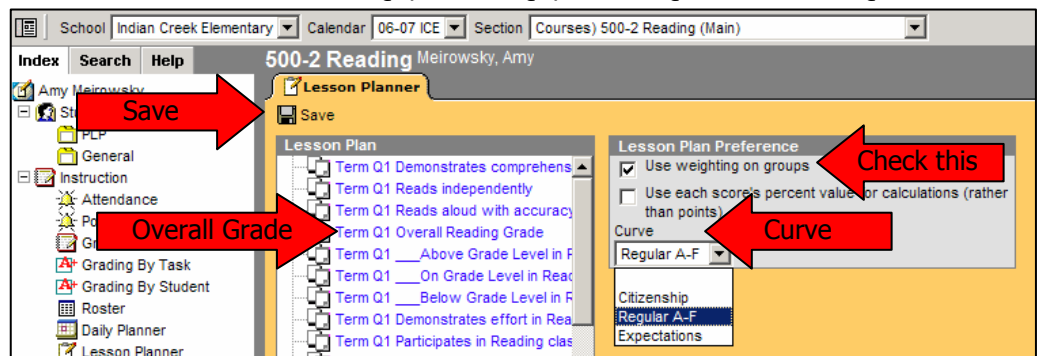 School Indian Creek Elementary Calendar 06-07 ICE Section Courses) 500-2 Reading (Main)
Index Search Help
500-2 Reading Meirowsky, Amy
Amy Meirowsky
Lesson Planner
St
Save
Save
PLP
General
Lesson Plan
Lesson Plan Preference
Term Q1 Demonstrates comprehens
Use weighting on groups
Check this
Instruction
Term Q1 Reads independently
Use each score's percent value for calculations (rather
than points)
Attendance
Term Q1 Reads aloud with accuracy
Po
Overall Grade
Term Q1 Overall Reading Grade
Curve
Curve
Gr
Term Q1 ___Above Grade Level in R
Regular A-F
Grading By Task
Term Q1 ___On Grade Level in Read
Grading By Student
Term Q1 ___Below Grade Level in R
Citizenship
Roster
Term Q1 Demonstrates effort in Rea
Regular A-F
Daily Planner
Term Q1 Participates in Reading clas
Expectations
Lesson Planner